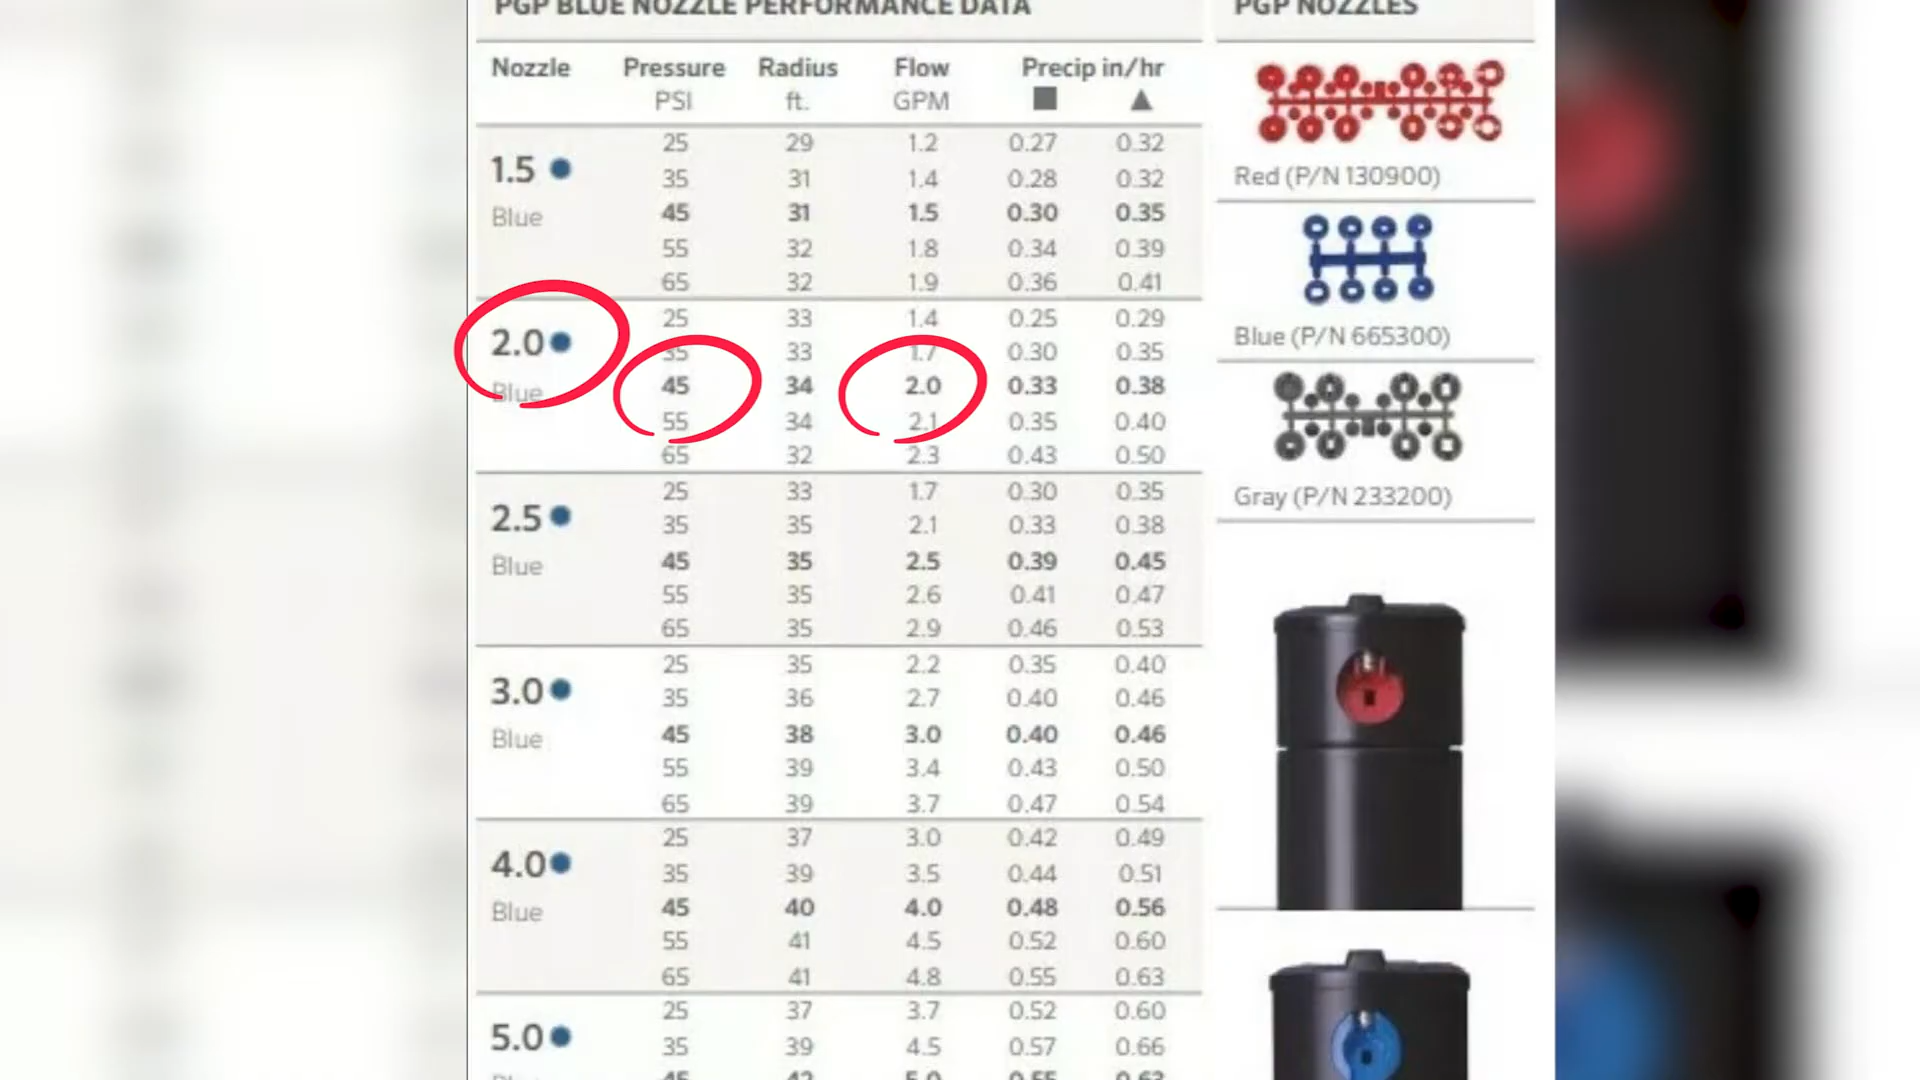 PGP BLUE NOZZLE PERFORMANCE DATA
Nozzle Pressure Radius Flow Precip in/hr
PSI ft. GPM
1.5
Blue
25 29 1.2 0.27 0.32
35 31 1.4 0.28 0.32
45 31 1.5 0.30 0.35
55 32 1.8 0.34 0.39
65 32 1.9 0.36 0.41
2.0
Blue
25 33 1.4 0.25 0.29
35 33 1.7 0.30 0.35
45 34 2.0 0.33 0.38
55 34 2.1 0.35 0.40
65 32 2.3 0.43 0.50
2.5
Blue
25 33 1.7 0.30 0.35
35 35 2.1 0.33 0.38
45 35 2.5 0.39 0.45
55 35 2.6 0.41 0.47
65 35 2.9 0.46 0.53
3.0
Blue
25 35 2.2 0.35 0.40
35 36 2.7 0.40 0.46
45 38 3.0 0.40 0.46
55 39 3.4 0.43 0.50
65 39 3.7 0.47 0.54
4.0
Blue
25 37 3.0 0.42 0.49
35 39 3.5 0.44 0.51
45 40 4.0 0.48 0.56
55 41 4.5 0.52 0.60
65 41 4.8 0.55 0.63
5.0
25 37 3.7 0.52 0.60
35 39 4.5 0.57 0.66
PGP NOZZLES
Red (P/N 130900)
Blue (P/N 665300)
Gray (P/N 233200)